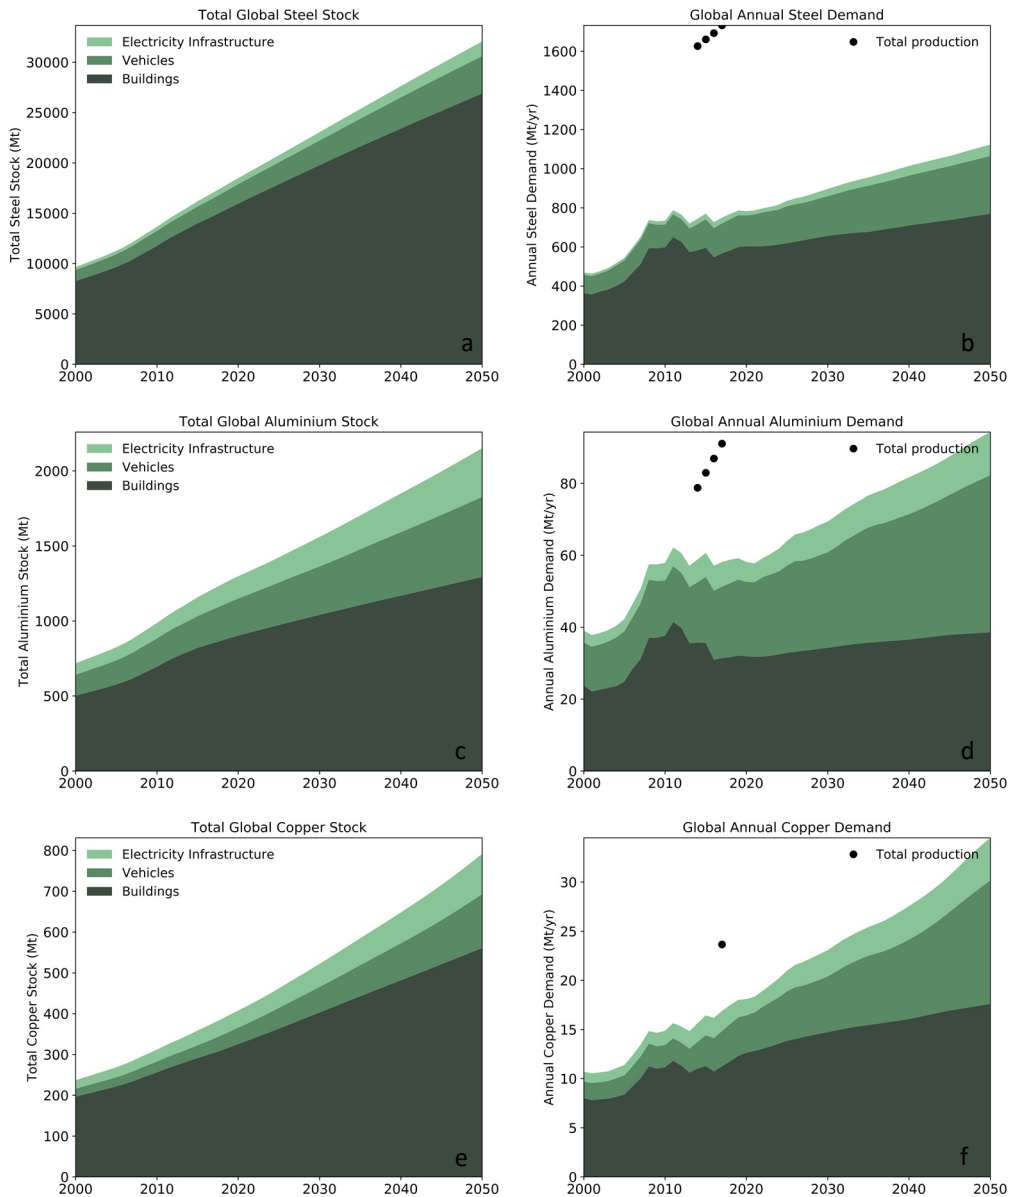 Total Global Steel Stock
Electricity Infrastructure
Vehicles
Buildings
Total Steel Stock (Mt)
30000
25000
20000
15000
10000
5000
0
2000 2010 2020 2030 2040 2050
a
Global Annual Steel Demand
Total production
Annual Steel Demand (Mt/yr)
1600
1400
1200
1000
800
600
400
200
0
2000 2010 2020 2030 2040 2050
b
Total Global Aluminium Stock
Electricity Infrastructure
Vehicles
Buildings
Total Aluminium Stock (Mt)
2000
1500
1000
500
0
2000 2010 2020 2030 2040 2050
c
Global Annual Aluminium Demand
Total production
Annual Aluminium Demand (Mt/yr)
80
60
40
20
0
2000 2010 2020 2030 2040 2050
d
Total Global Copper Stock
Electricity Infrastructure
Vehicles
Buildings
Total Copper Stock (Mt)
800
700
600
500
400
300
200
100
0
2000 2010 2020 2030 2040 2050
e
Global Annual Copper Demand
Total production
Annual Copper Demand (Mt/yr)
30
25
20
15
10
5
0
2000 2010 2020 2030 2040 2050
f